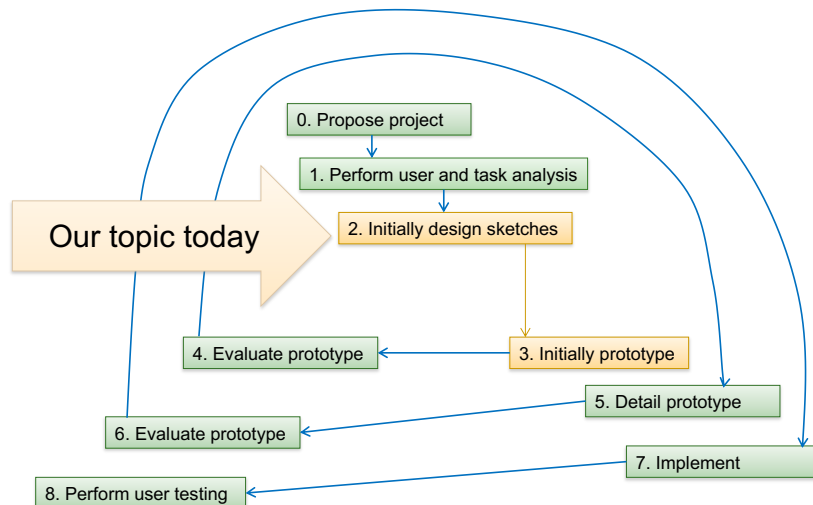 0. Propose project
1. Perform user and task analysis
Our topic today
2. Initially design sketches
4. Evaluate prototype
3. Initially prototype
5. Detail prototype
6. Evaluate prototype
7. Implement
8. Perform user testing